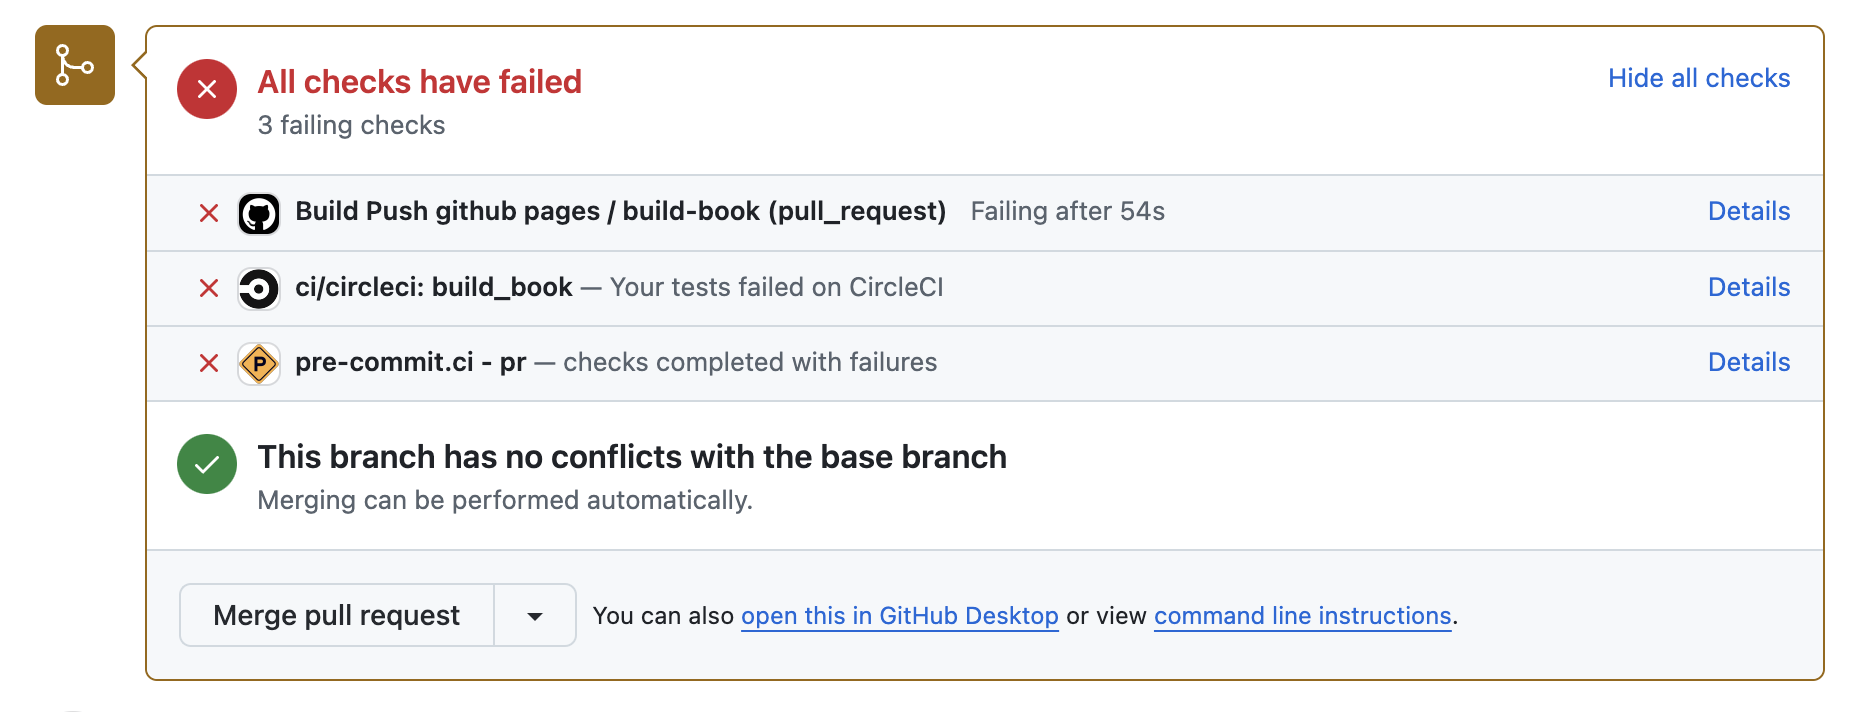 All checks have failed
Hide all checks
3 failing checks
Build Push github pages / build-book (pull_request) Failing after 54s Details
ci/circleci: build_book — Your tests failed on CircleCI Details
P pre-commit.ci - pr — checks completed with failures Details
This branch has no conflicts with the base branch
Merging can be performed automatically.
Merge pull request You can also open this in GitHub Desktop or view command line instructions.